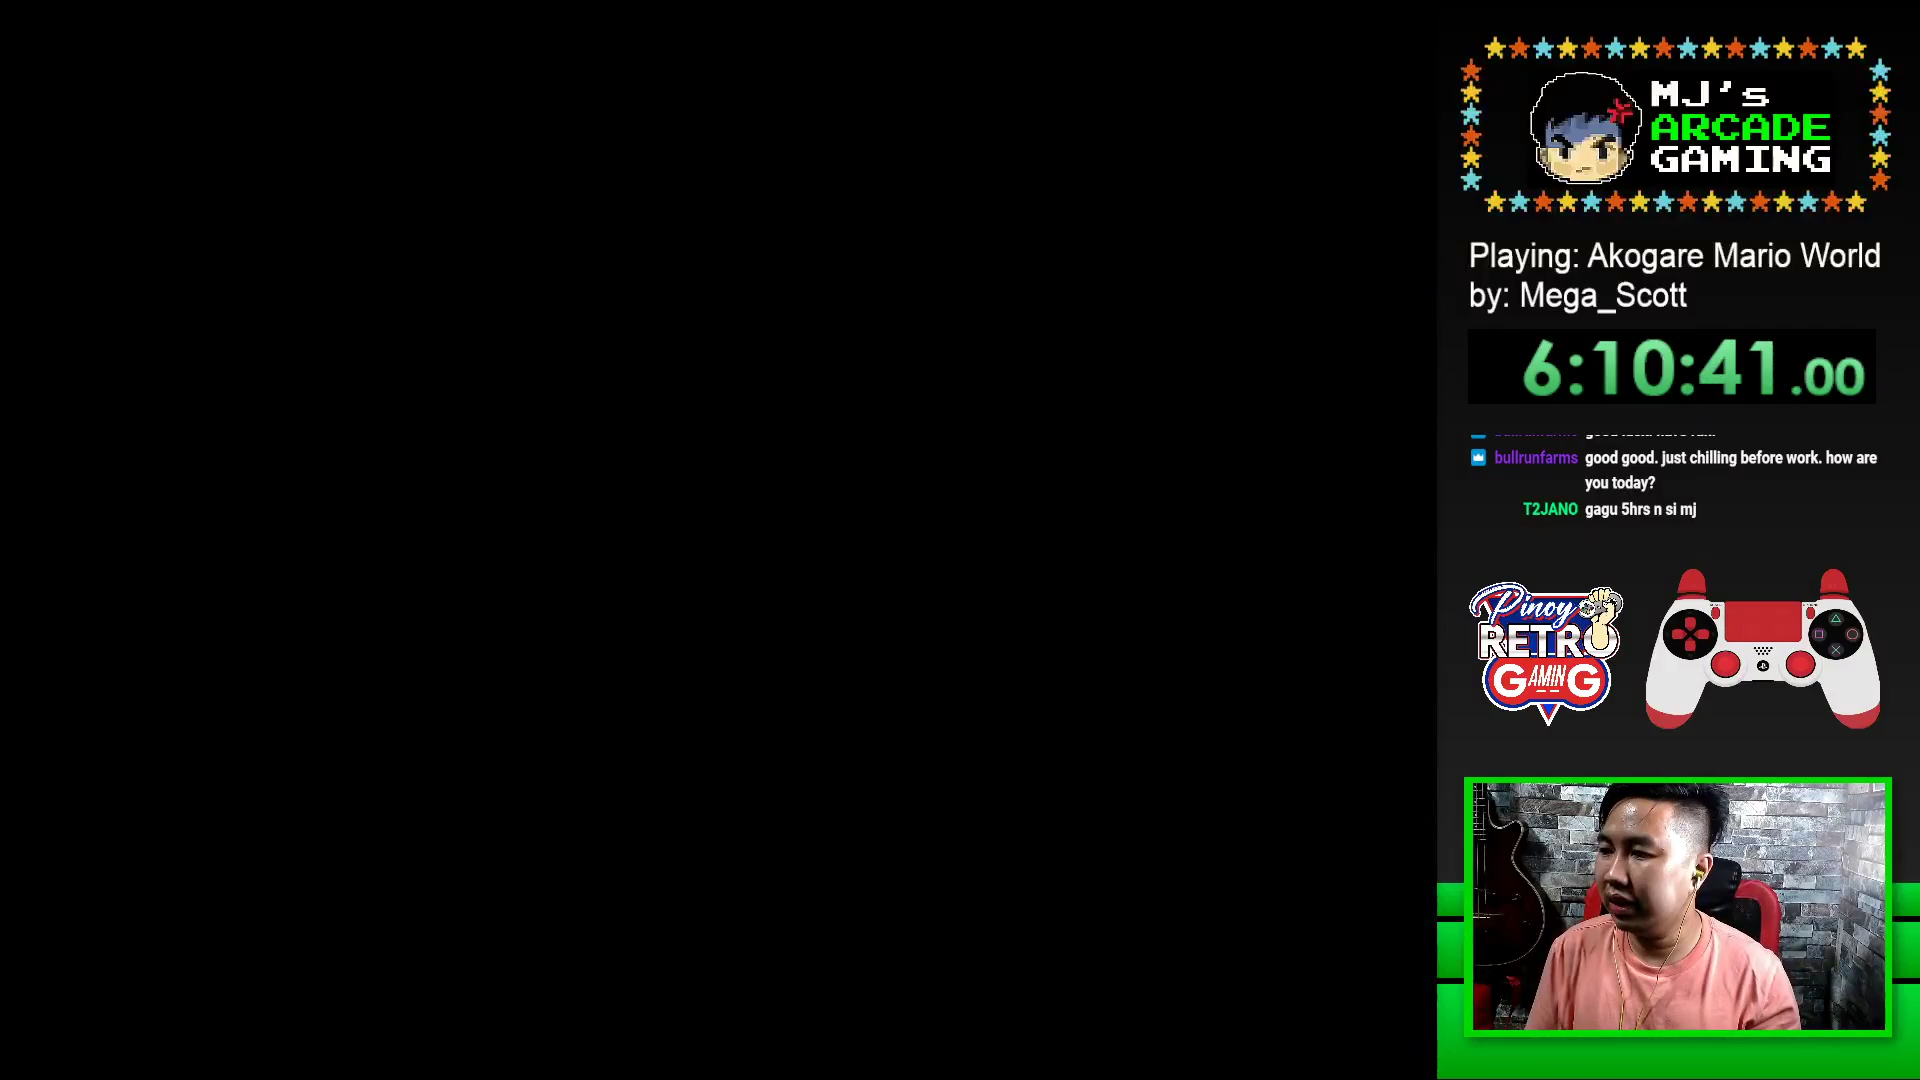 MJ's
ARCADE
GAMING
Playing: Akogare Mario World
by: Mega_Scott
6:10:41.00
bullrunfarms good good. just chilling before work. how are
you today?
T2JANO gagu 5hrs n si mj
Pinoy
RETRO
GAMING